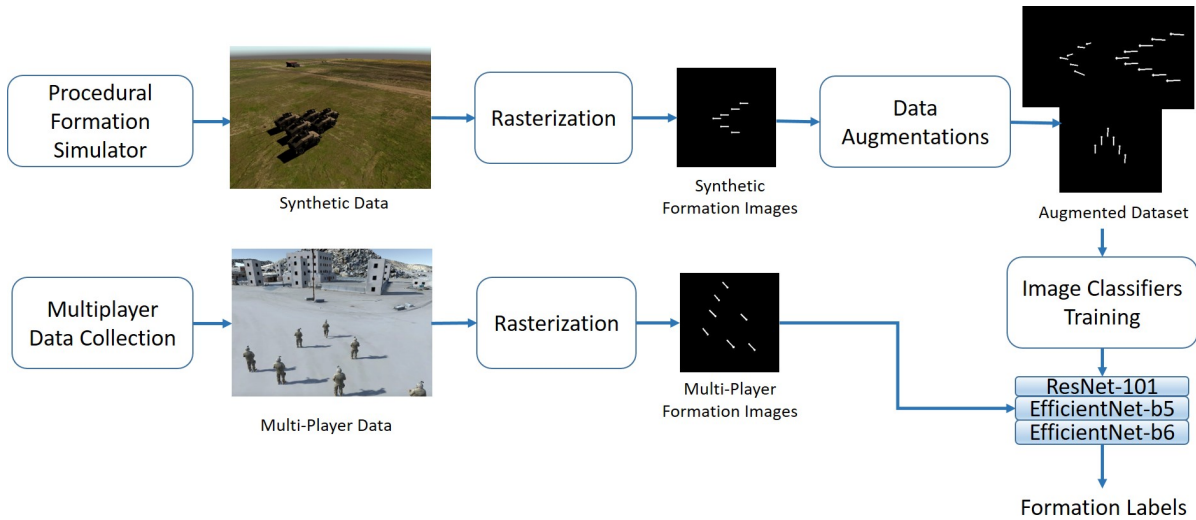 Procedural
Formation
Simulator
Synthetic Data
Rasterization
Synthetic
Formation Images
Data
Augmentations
Augmented Dataset
Multiplayer
Data Collection
Multi-Player Data
Rasterization
Multi-Player
Formation Images
Image Classifiers
Training
ResNet-101
EfficientNet-b5
EfficientNet-b6
Formation Labels